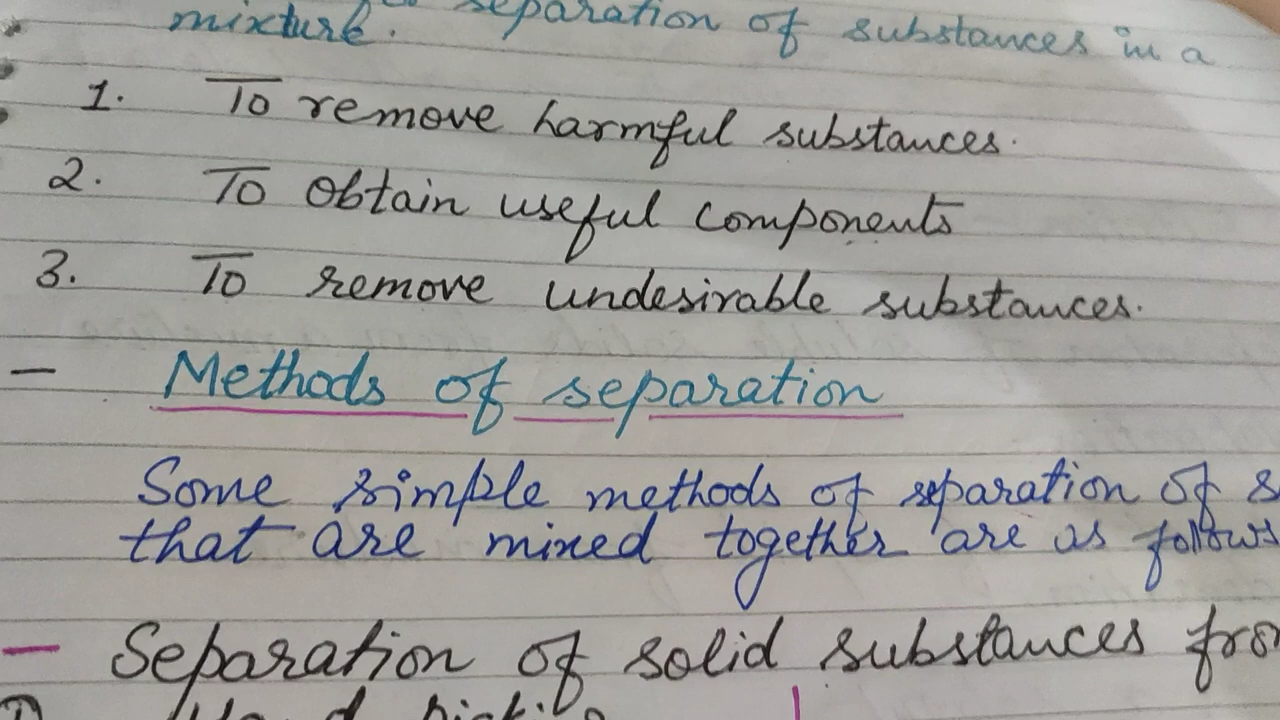 separation of substances in a
mixture.
1. To remove harmful substances.
2. To obtain useful components
3. To remove undesirable substances.
— Methods of separation
Some simple methods of separation of s
that are mixed together are as follows
— Separation of solid substances fro